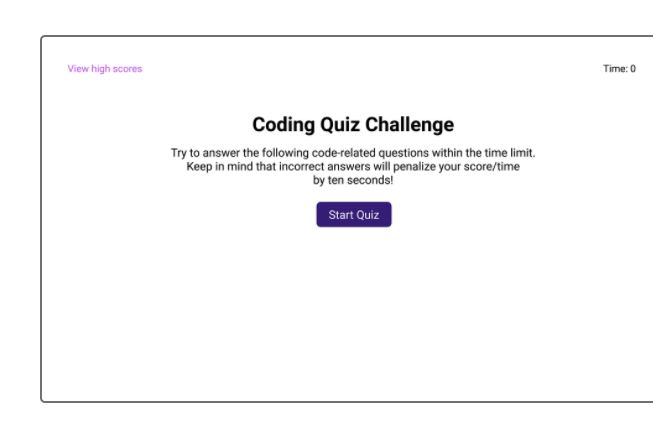 View high scores
Time: 0
Coding Quiz Challenge
Try to answer the following code-related questions within the time limit.
Keep in mind that incorrect answers will penalize your score/time
by ten seconds!
Start Quiz